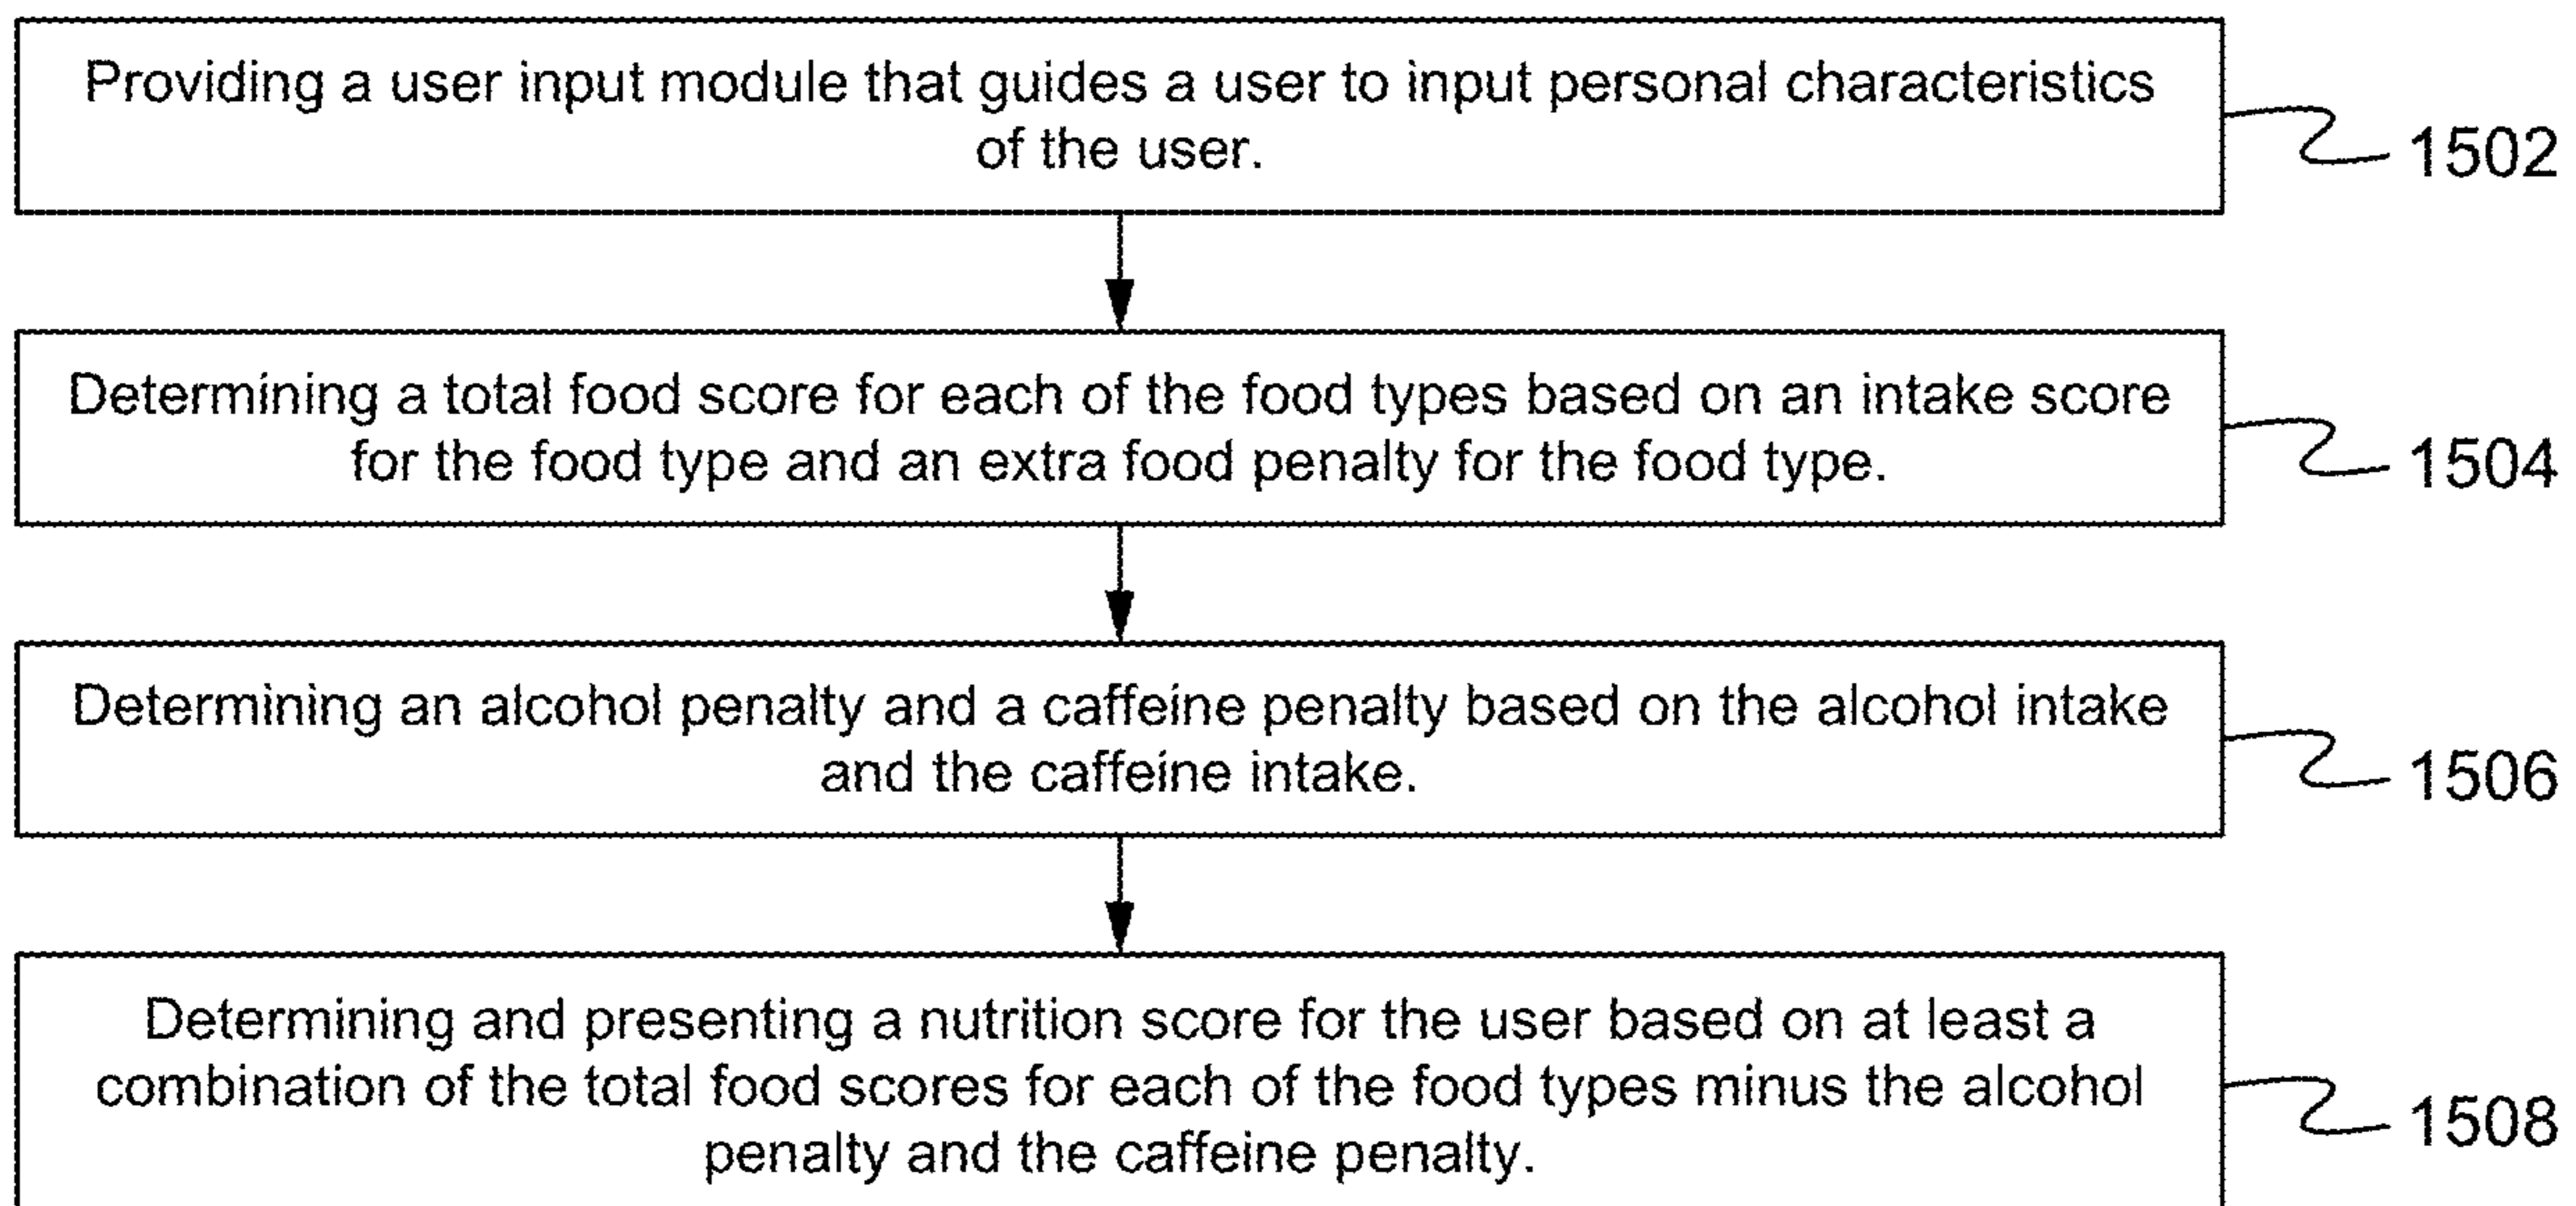 Providing a user input module that guides a user to input personal characteristics
of the user.
1502
Determining a total food score for each of the food types based on an intake score
for the food type and an extra food penalty for the food type.
1504
Determining an alcohol penalty and a caffeine penalty based on the alcohol intake
and the caffeine intake.
1506
Determining and presenting a nutrition score for the user based on at least a
combination of the total food scores for each of the food types minus the alcohol
penalty and the caffeine penalty.
1508